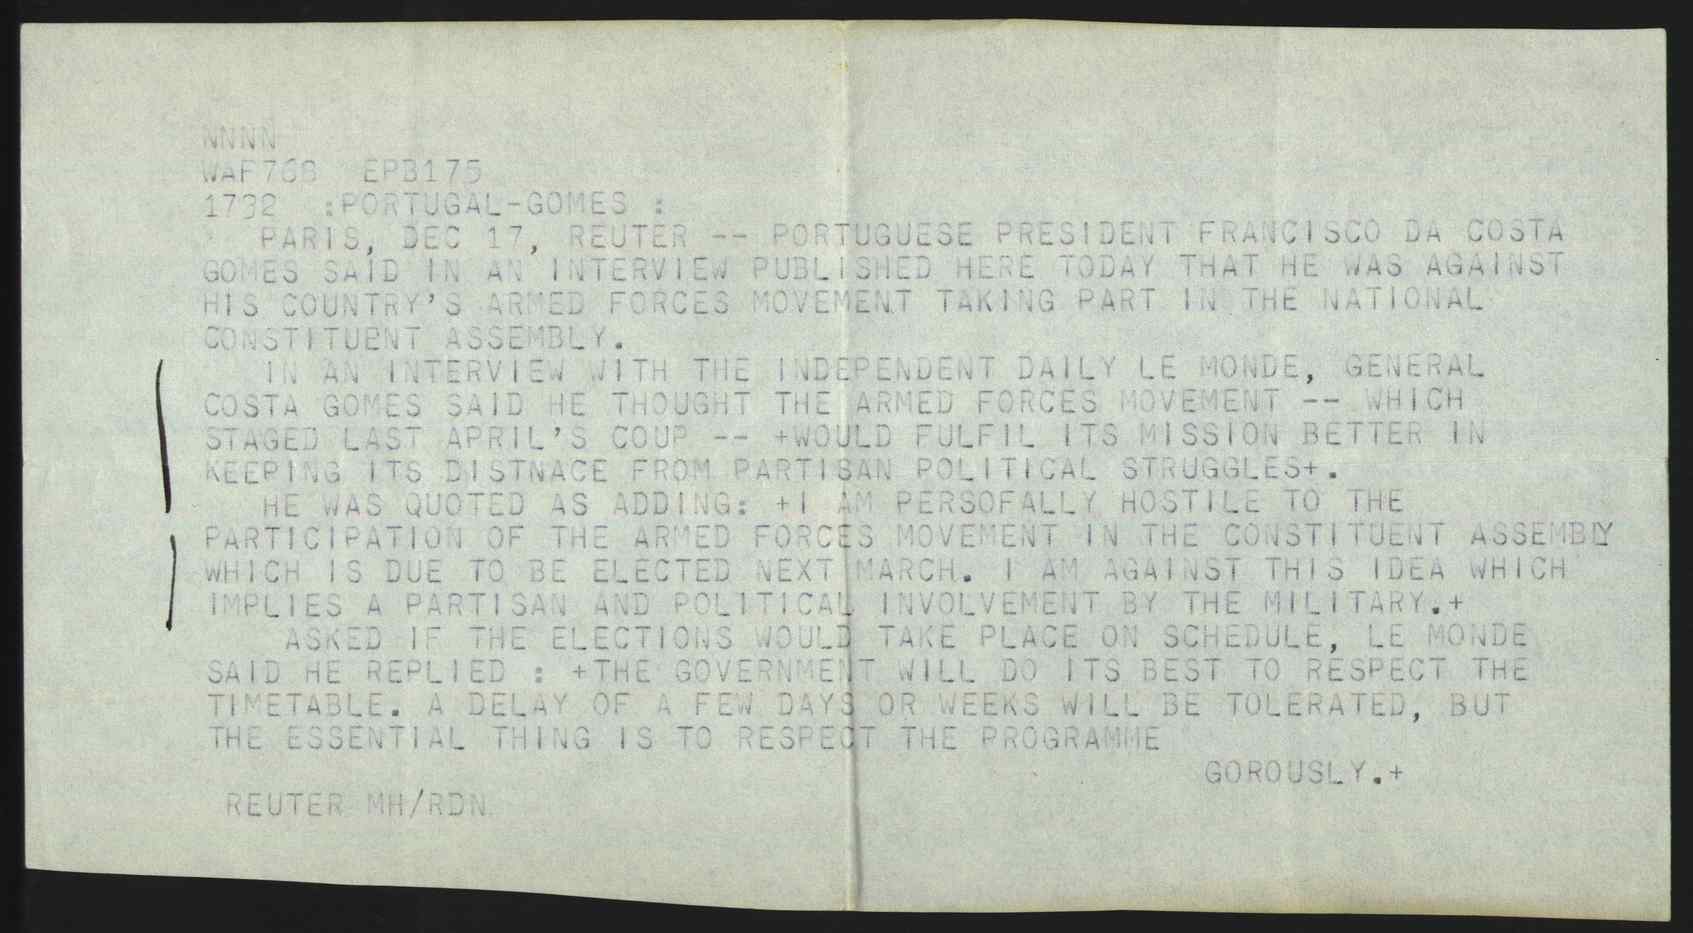 NNNN
WAF768 EPB175
1732 :PORTUGAL-GOMES :
PARIS, DEC 17, REUTER -- PORTUGUESE PRESIDENT FRANCISCO DA COSTA
GOMES SAID IN AN INTERVIEW PUBLISHED HERE TODAY THAT HE WAS AGAINST
HIS COUNTRY'S ARMED FORCES MOVEMENT TAKING PART IN THE NATIONAL
CONSTITUENT ASSEMBLY.
IN AN INTERVIEW WITH THE INDEPENDENT DAILY LE MONDE, GENERAL
COSTA GOMES SAID HE THOUGHT THE ARMED FORCES MOVEMENT -- WHICH
STAGED LAST APRIL'S COUP -- +WOULD FULFIL ITS MISSION BETTER IN
KEEPING ITS DISTNACE FROM PARTISAN POLITICAL STRUGGLES+.
HE WAS QUOTED AS ADDING: +I AM PERSOFALLY HOSTILE TO THE
PARTICIPATION OF THE ARMED FORCES MOVEMENT IN THE CONSTITUENT ASSEMBLY
WHICH IS DUE TO BE ELECTED NEXT MARCH. I AM AGAINST THIS IDEA WHICH
IMPLIES A PARTISAN AND POLITICAL INVOLVEMENT BY THE MILITARY.+
ASKED IF THE ELECTIONS WOULD TAKE PLACE ON SCHEDULE, LE MONDE
SAID HE REPLIED : +THE GOVERNMENT WILL DO ITS BEST TO RESPECT THE
TIMETABLE. A DELAY OF A FEW DAYS OR WEEKS WILL BE TOLERATED, BUT
THE ESSENTIAL THING IS TO RESPECT THE PROGRAMME
GOROUSLY.+
REUTER MH/RDN